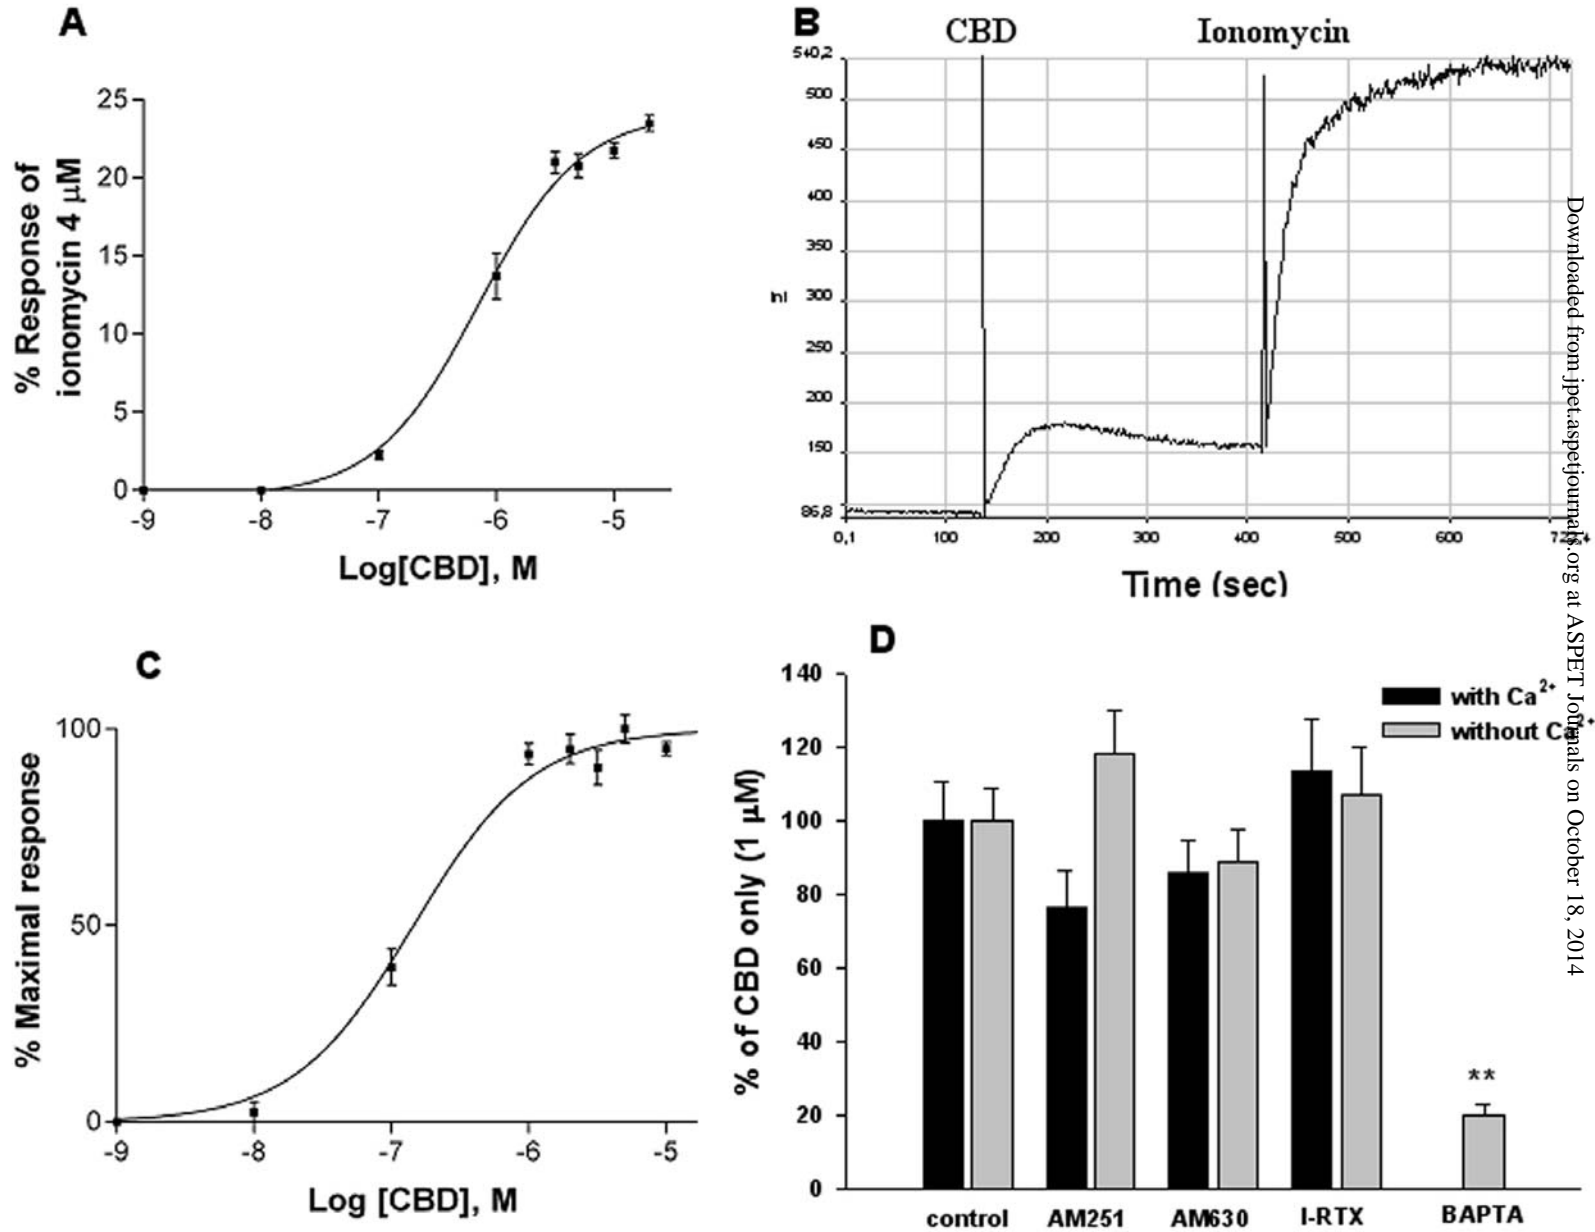 A
% Response of
ionomycin 4 μM
25
20
15
10
5
0
-9 -8 -7 -6 -5
Log[CBD], M
B
CBD Ionomycin
540,2
500
450
400
350
300
250
200
150
86,8
Int
0,1 100 200 300 400 500 600
Time (sec)
C
% Maximal response
100
50
0
-9 -8 -7 -6 -5
Log [CBD], M
D
% of CBD only (1 μM)
140
120
100
80
60
40
20
0
with Ca2+
without Ca2+
**
control AM251 AM630 I-RTX BAPTA
Downloaded from jpet.aspetjournals.org at ASPET Journals on October 18, 2014